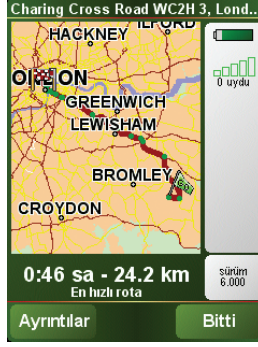 Charing Cross Road WC2H 3, Lond..
HACKNEY
ILFORD
GREENWICH
LEWISHAM
BROMLEY
CROYDON
0 uydu
0:46 sa - 24.2 km
En hızlı rota
sürüm
6.000
Ayrıntılar
Bitti